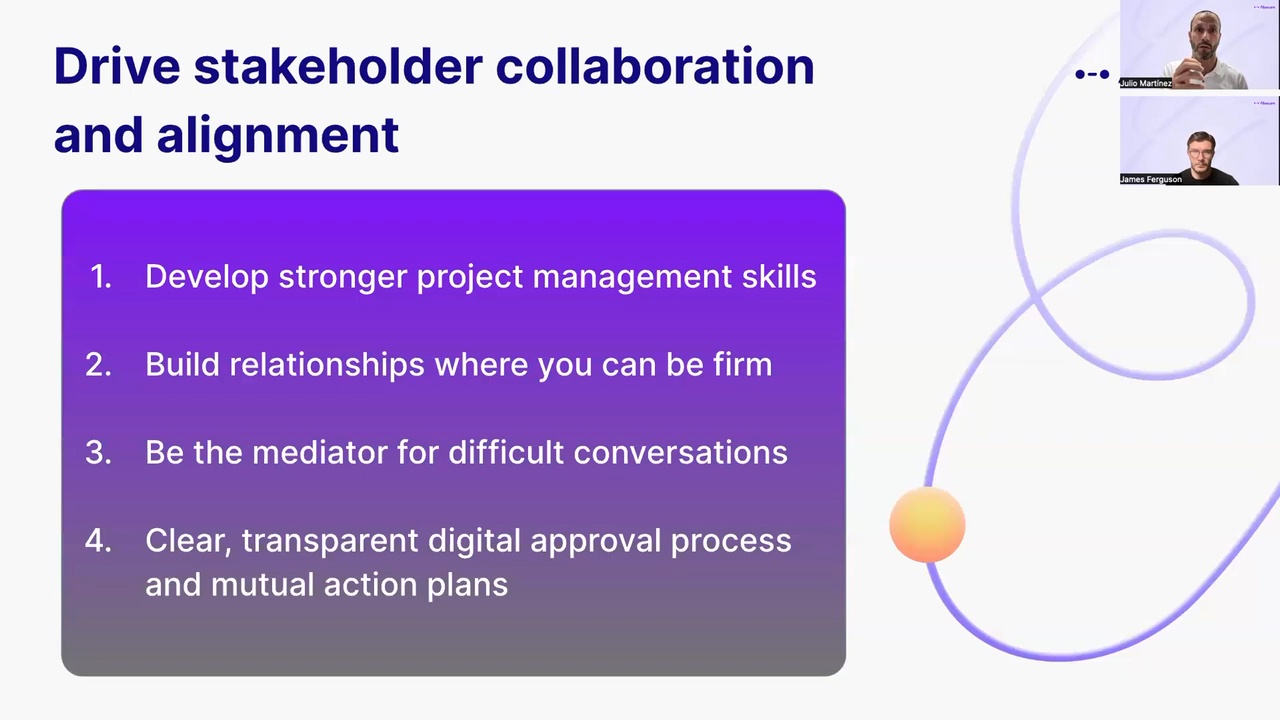 Drive stakeholder collaboration
and alignment
1. Develop stronger project management skills
2. Build relationships where you can be firm
3. Be the mediator for difficult conversations
4. Clear, transparent digital approval process
and mutual action plans
Julio Martínez
James Ferguson